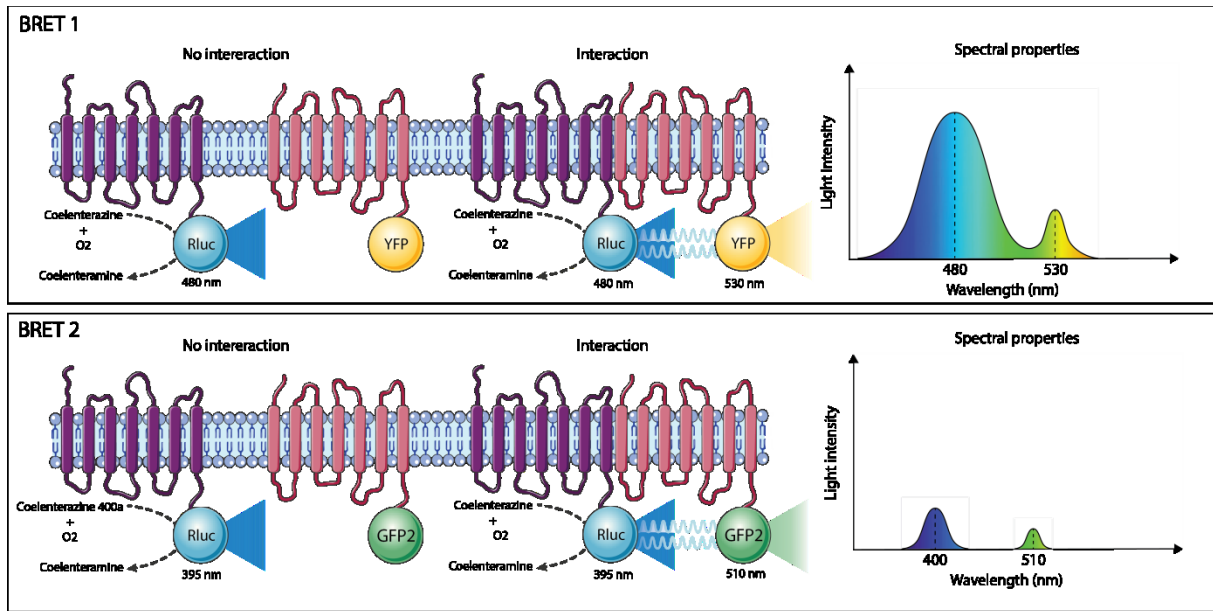 BRET 1
No intereraction
Interaction
Spectral properties
Coelenterazine
+
O2
Coelenteramine
Rluc
480 nm
YFP
Coelenterazine
+
O2
Coelenteramine
Rluc
480 nm
YFP
530 nm
Light Intensity
480
530
Wavelength (nm)
BRET 2
No intereraction
Interaction
Spectral properties
Coelenterazine 400a
+
O2
Coelenteramine
Rluc
395 nm
GFP2
Coelenterazine
+
O2
Coelenteramine
Rluc
395 nm
GFP2
510 nm
Light intensity
400
510
Wavelength (nm)